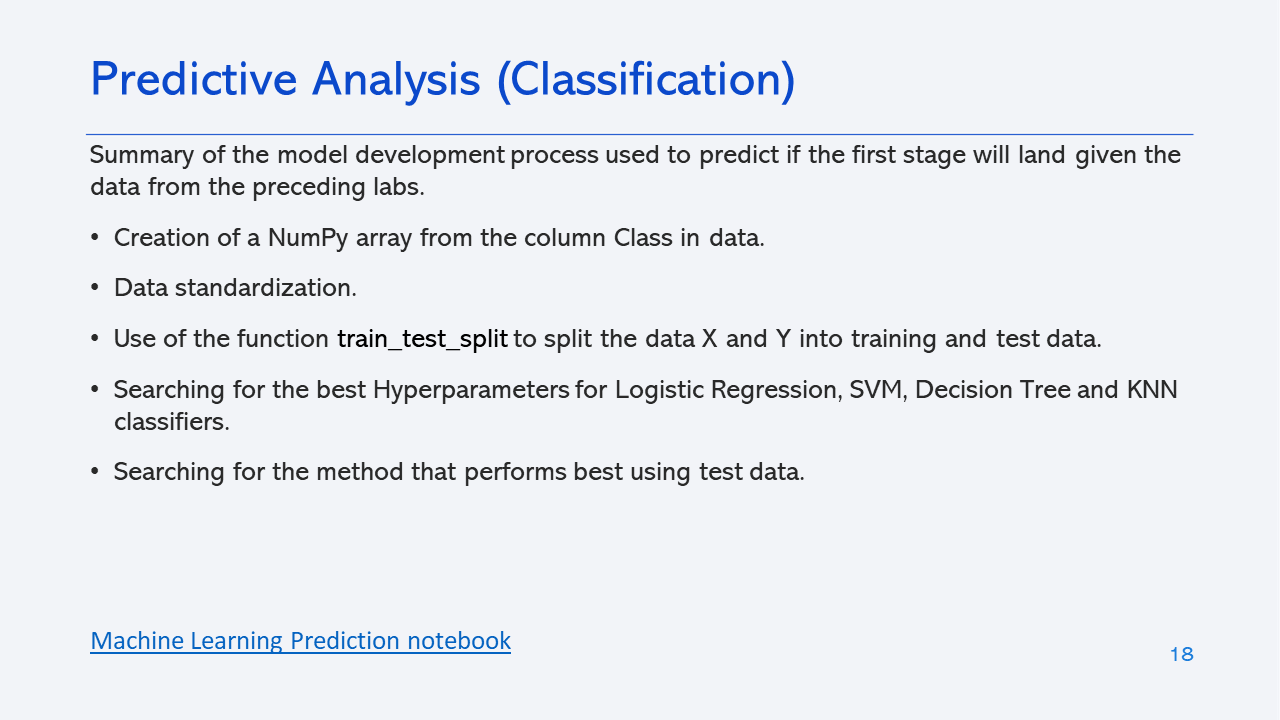 Predictive Analysis (Classification)
Summary of the model development process used to predict if the first stage will land given the
data from the preceding labs.
• Creation of a NumPy array from the column Class in data.
• Data standardization.
• Use of the function train_test_split to split the data X and Y into training and test data.
• Searching for the best Hyperparameters for Logistic Regression, SVM, Decision Tree and KNN
classifiers.
• Searching for the method that performs best using test data.
Machine Learning Prediction notebook
18